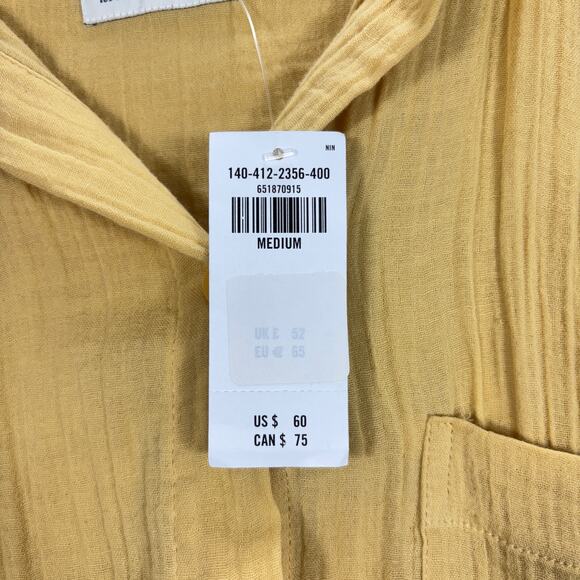 NIN
140-412-2356-400
651870915
MEDIUM
UK £ 52
EU € 65
US $ 60
CAN $ 75